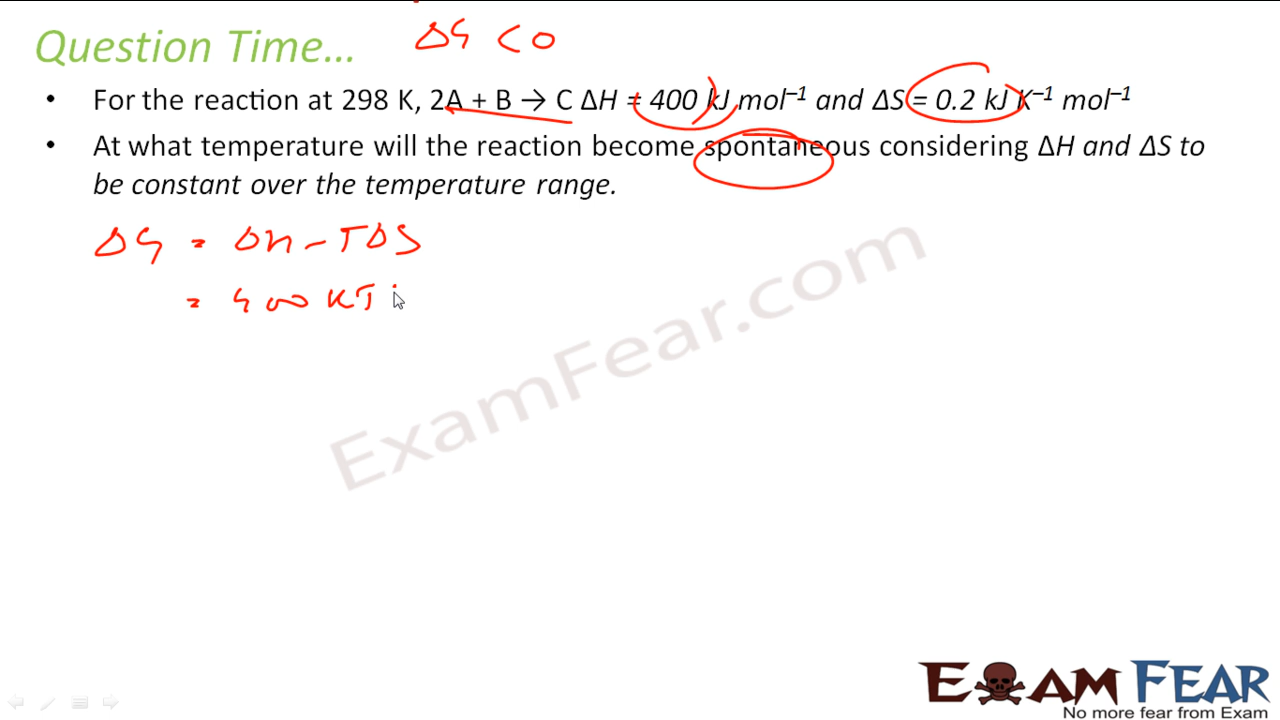 ΔG < 0
Question Time...
• For the reaction at 298 K, 2A + B → C ΔH = 400 kJ mol⁻¹ and ΔS = 0.2 kJ K⁻¹ mol⁻¹
• At what temperature will the reaction become spontaneous considering ΔH and ΔS to
be constant over the temperature range.
ΔG = ΔH - TΔS
= 400 KJ
ExamFear.com
EXAM FEAR
No more fear from Exam